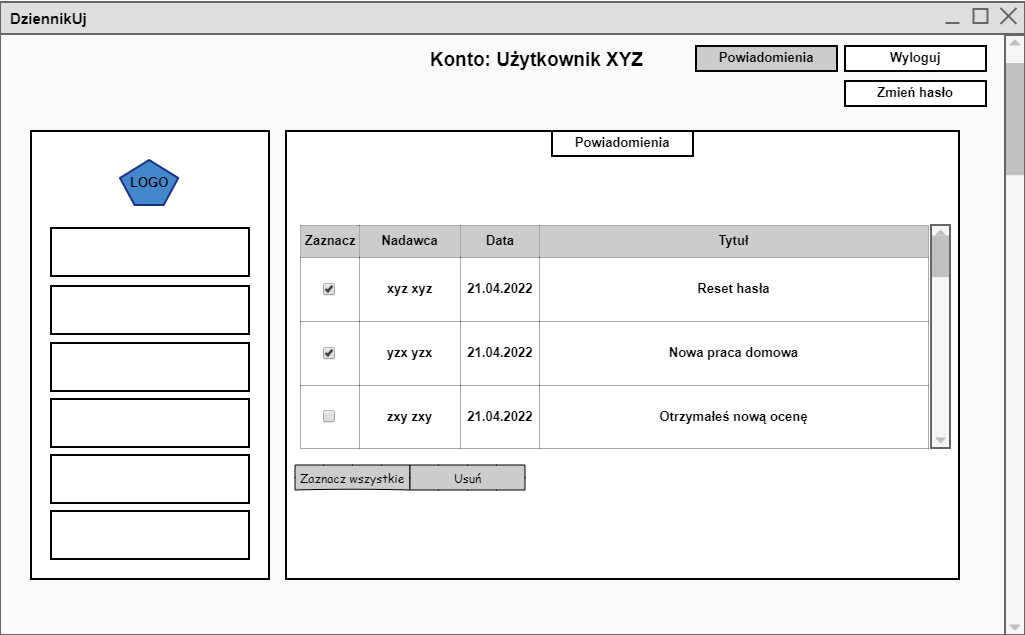 DziennikUj
Konto: Użytkownik XYZ
Powiadomienia
Wyloguj
Zmień hasło
LOGO
Powiadomienia
Zaznacz Nadawca Data Tytuł
xyz xyz 21.04.2022 Reset hasła
yzx yzx 21.04.2022 Nowa praca domowa
zxy zxy 21.04.2022 Otrzymałeś nową ocenę
Zaznacz wszystkie Usuń